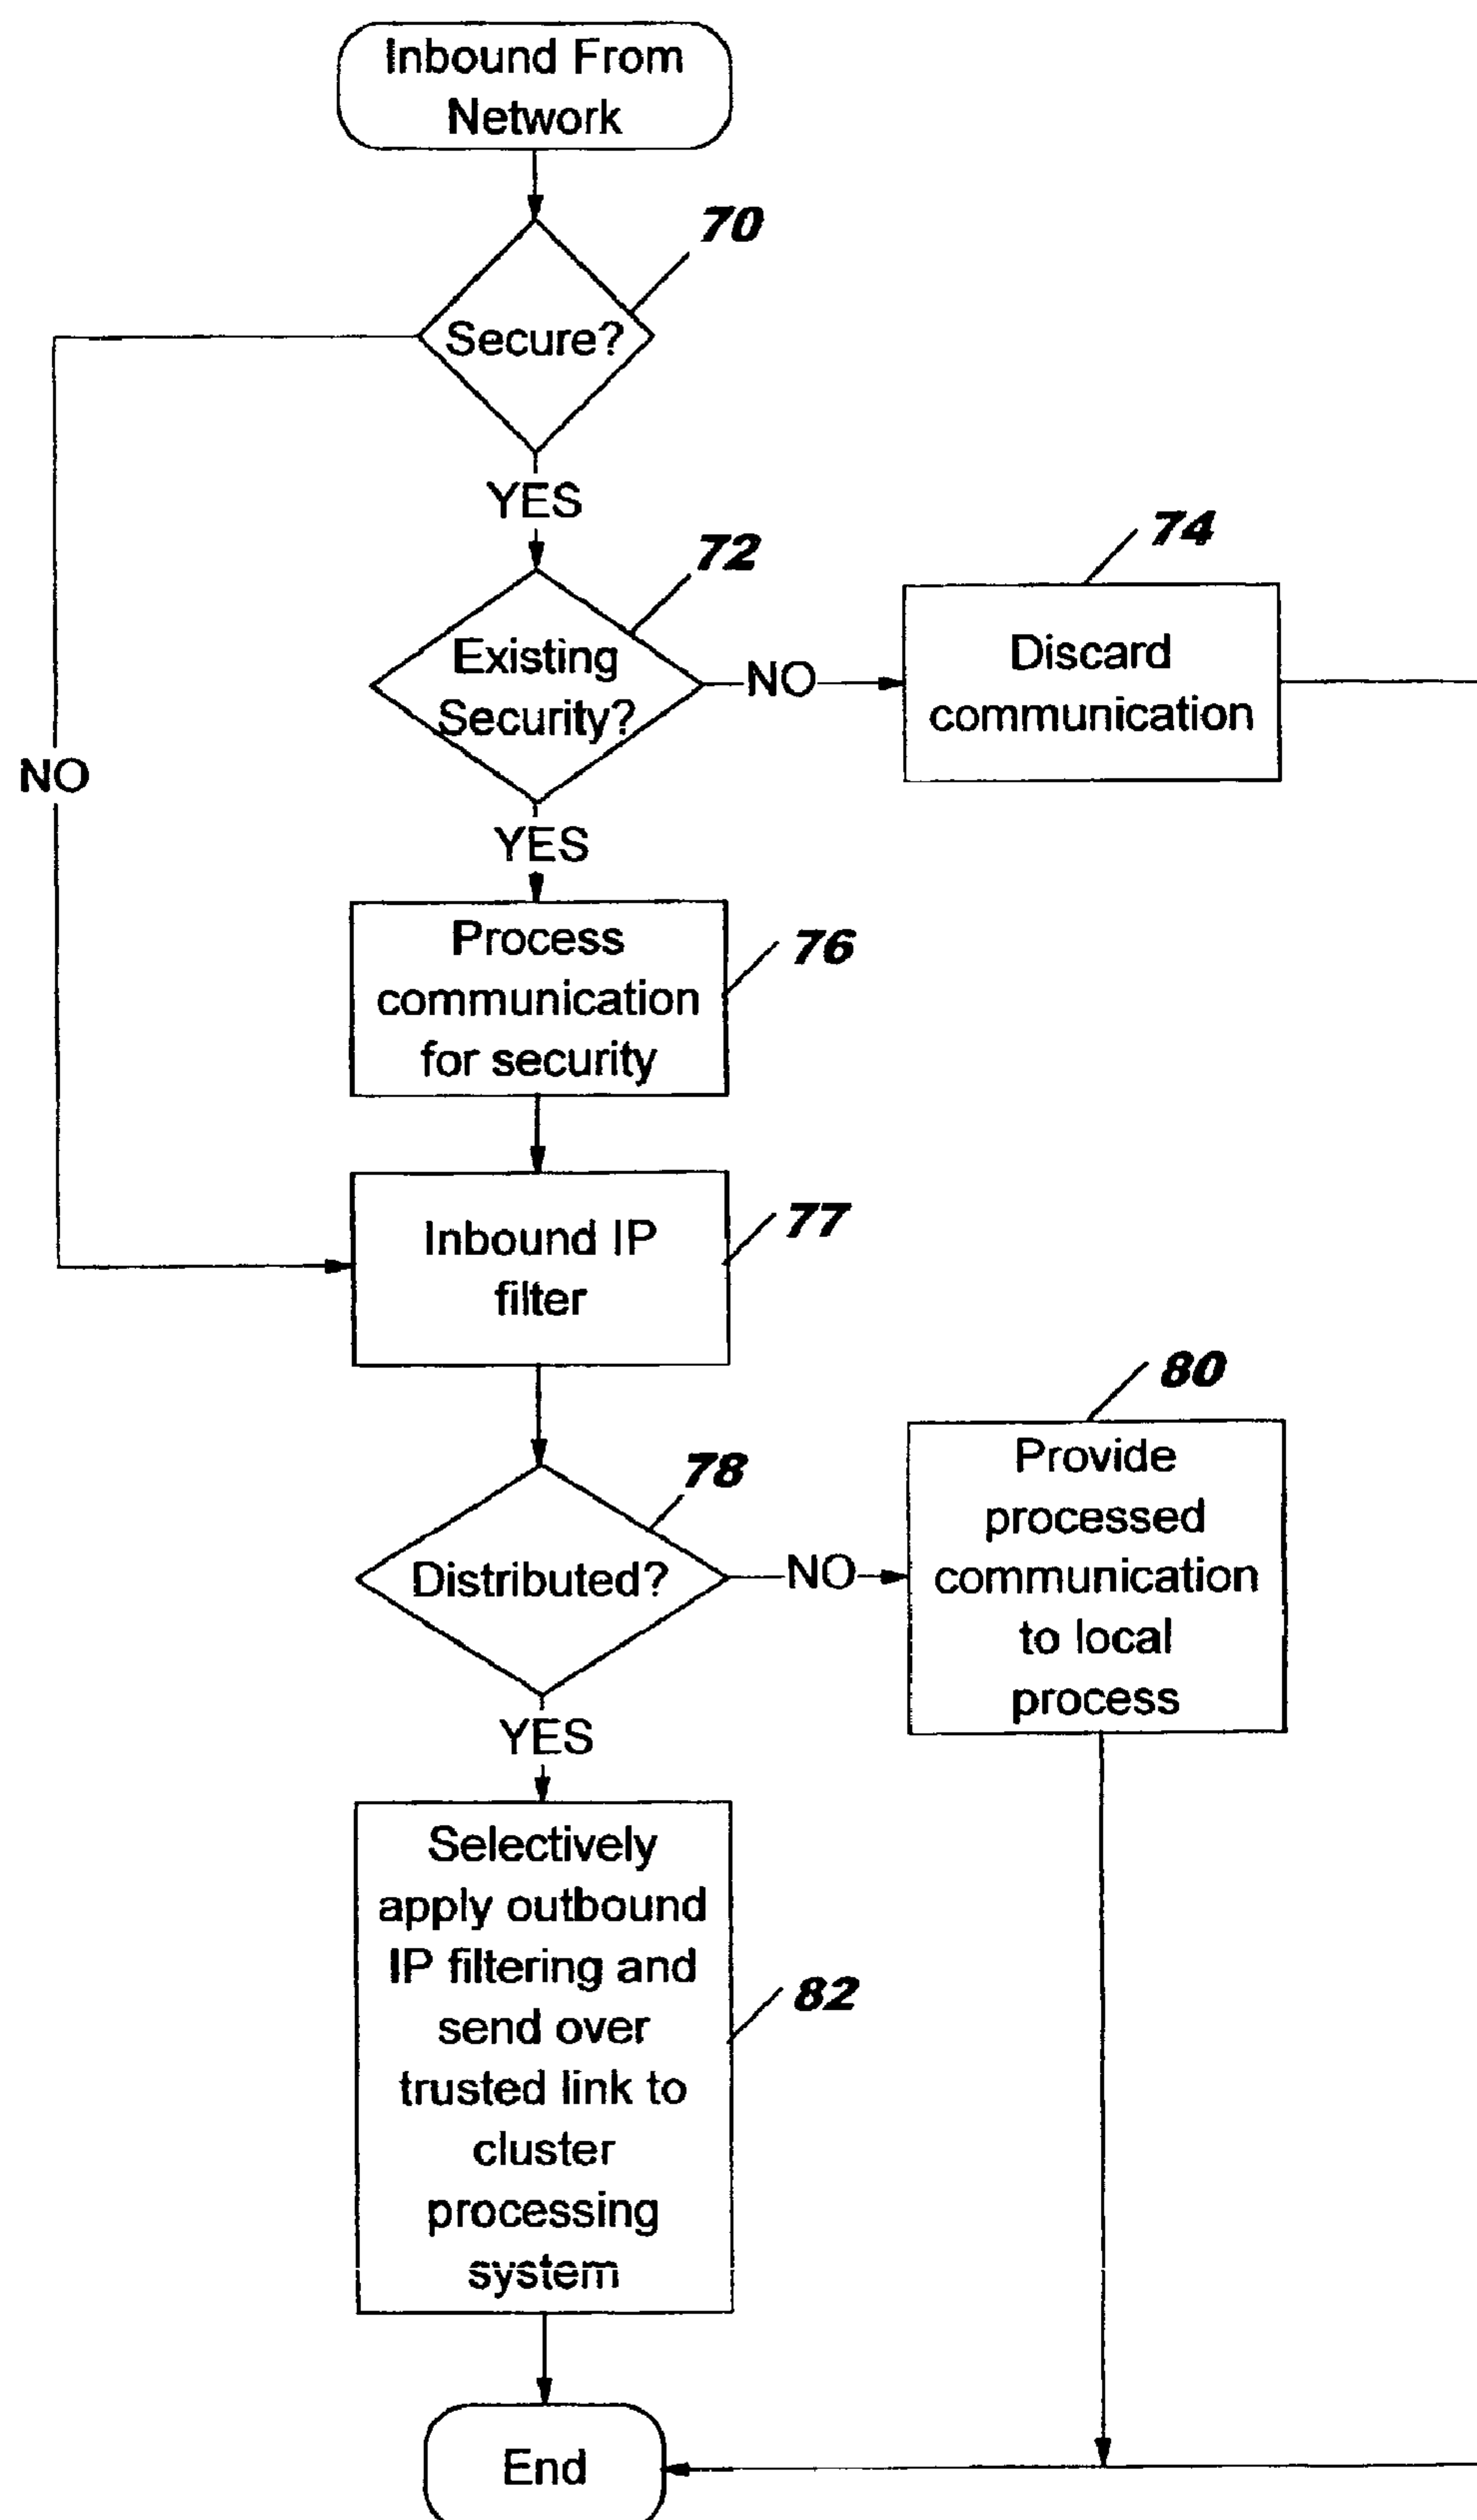 Inbound From
Network
70
Secure?
YES
72
Existing
Security?
NO
74
Discard
communication
NO
YES
Process
communication
for security
76
Inbound IP
filter
77
78
Distributed?
NO
80
Provide
processed
communication
to local
process
YES
Selectively
apply outbound
IP filtering and
send over
trusted link to
cluster
processing
system
82
End